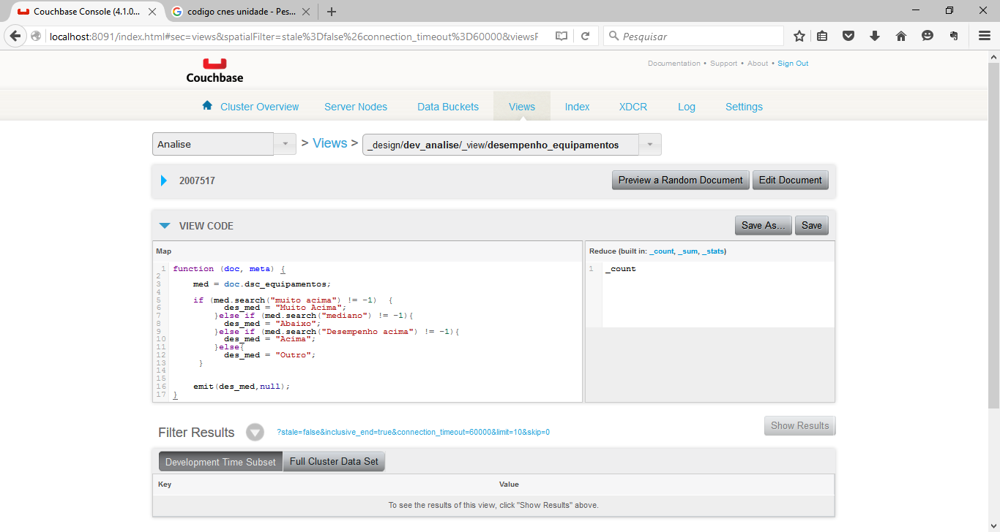 Couchbase Console (4.1.0...
codigo cnes unidade - Pes...
localhost:8091/index.html#sec=views&spatialFilter=stale%3Dfalse%26connection_timeout%3D60000&viewsF
Pesquisar
Couchbase
Documentation • Support • About • Sign Out
Cluster Overview Server Nodes Data Buckets Views Index XDCR Log Settings
Analise > Views > _design/dev_analise/_view/desempenho_equipamentos
2007517 Preview a Random Document Edit Document
VIEW CODE Save As... Save
Map
1 function (doc, meta) {
2
3 med = doc.dsc_equipamentos;
4
5 if (med.search("muito acima") != -1) {
6 des_med = "Muito Acima";
7 }else if (med.search("mediano") != -1){
8 des_med = "Abaixo";
9 }else if (med.search("Desempenho acima") != -1){
10 des_med = "Acima";
11 }else{
12 des_med = "Outro";
13 }
14
15
16 emit(des_med,null);
17 }
Reduce (built in: _count, _sum, _stats)
1 _count
Filter Results ?stale=false&inclusive_end=true&connection_timeout=60000&limit=10&skip=0 Show Results
Development Time Subset Full Cluster Data Set
Key Value
To see the results of this view, click "Show Results" above.